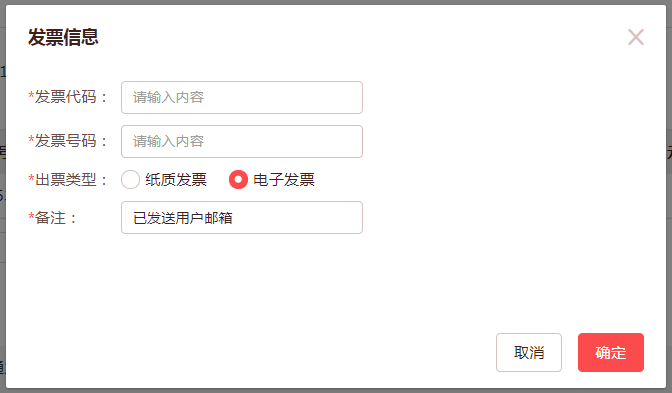 发票信息
*发票代码：
请输入内容
*发票号码：
请输入内容
*出票类型：
纸质发票 电子发票
*备注：
已发送用户邮箱
取消 确定